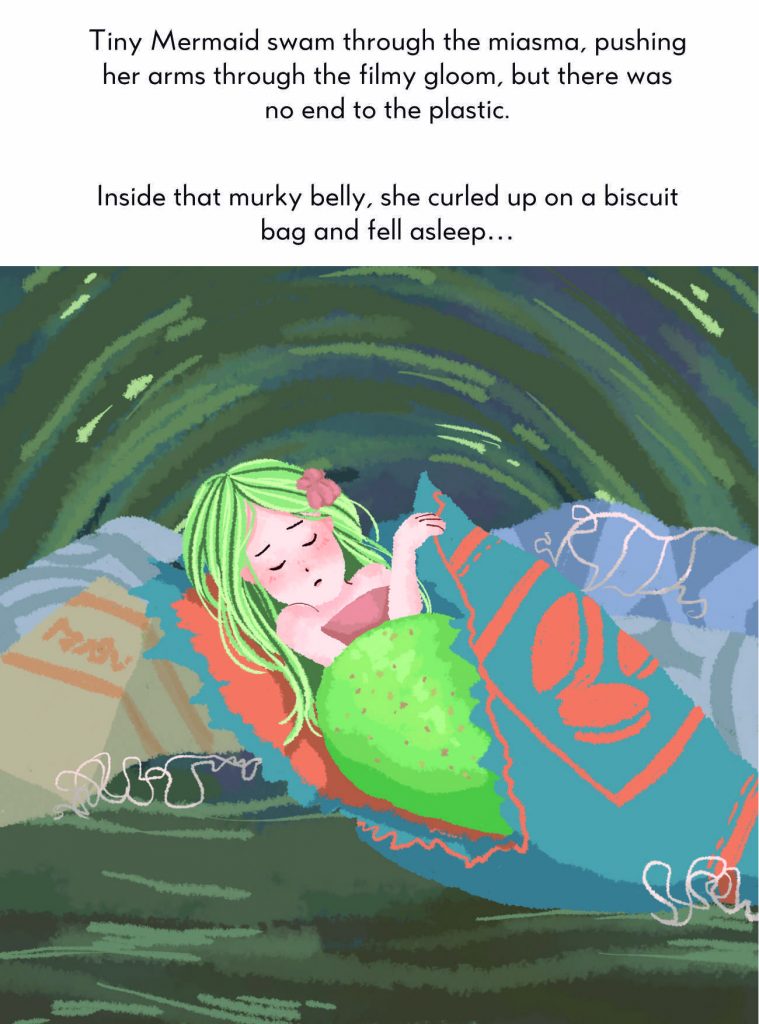 Tiny Mermaid swam through the miasma, pushing
her arms through the filmy gloom, but there was
no end to the plastic.
Inside that murky belly, she curled up on a biscuit
bag and fell asleep…